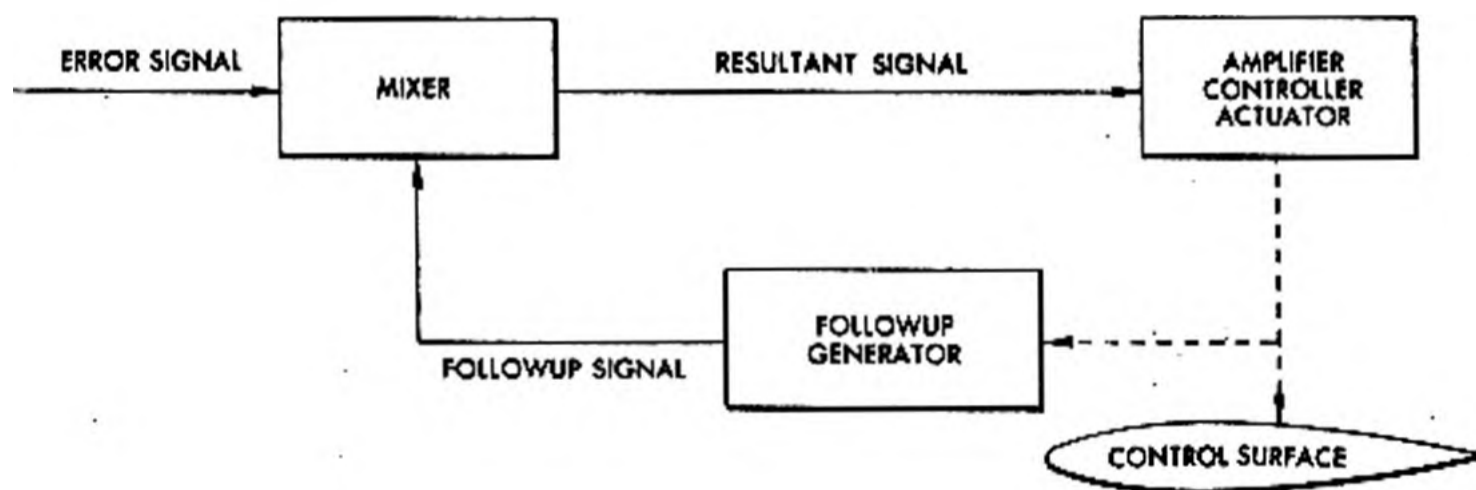 ERROR SIGNAL
MIXER
RESULTANT SIGNAL
AMPLIFIER
CONTROLLER
ACTUATOR
FOLLOWUP
GENERATOR
FOLLOWUP SIGNAL
CONTROL SURFACE